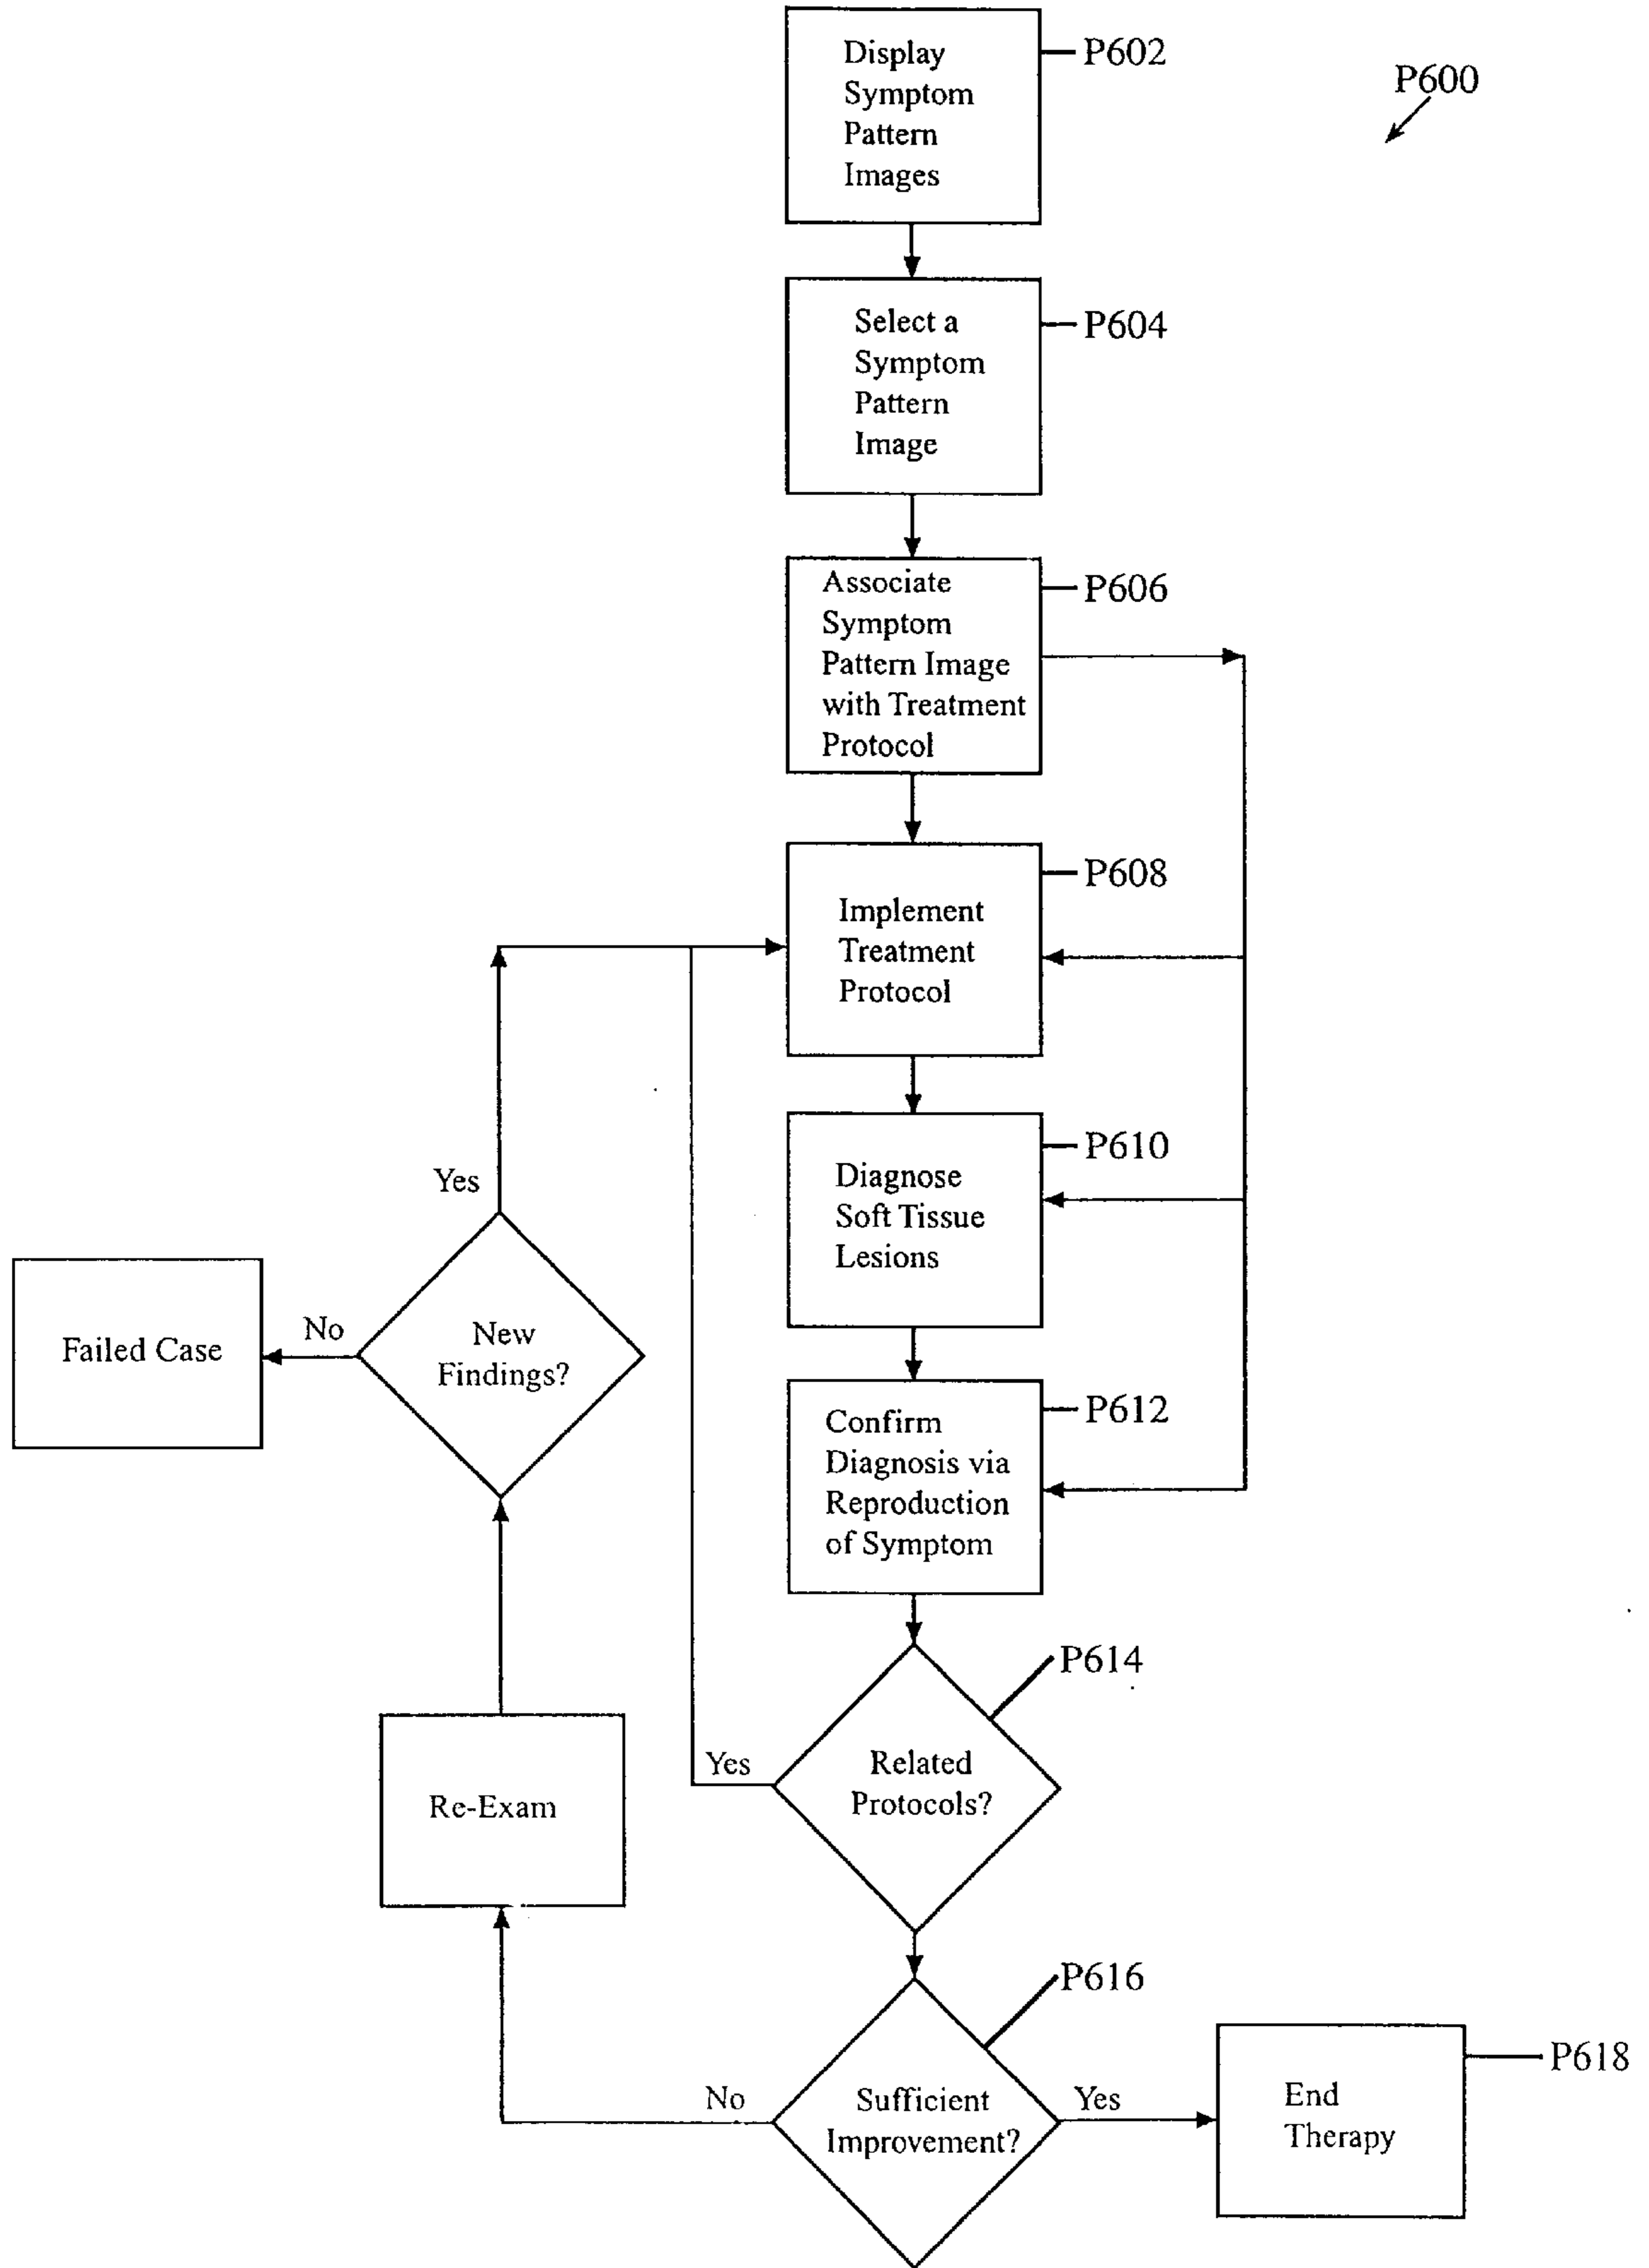 Display
Symptom
Pattern
Images
P602
P600
Select a
Symptom
Pattern
Image
P604
Associate
Symptom
Pattern Image
with Treatment
Protocol
P606
Implement
Treatment
Protocol
P608
Diagnose
Soft Tissue
Lesions
P610
Yes
Failed Case
No
New
Findings?
Confirm
Diagnosis via
Reproduction
of Symptom
P612
P614
Related
Protocols?
Yes
Re-Exam
P616
Sufficient
Improvement?
No
Yes
End
Therapy
P618